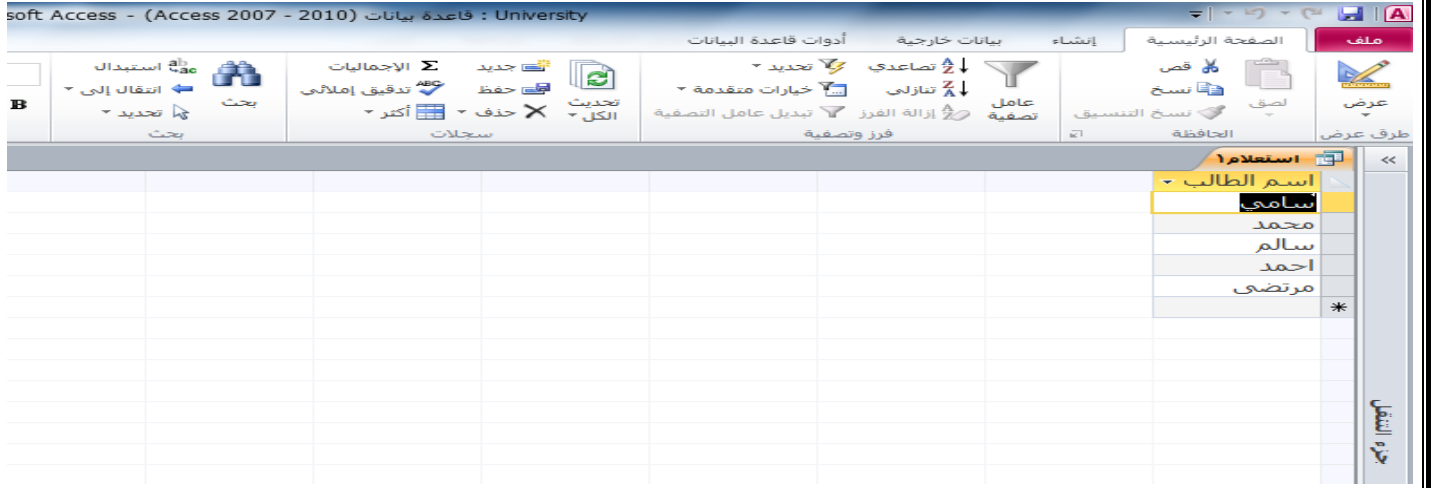 University : قاعدة بيانات (Access 2007 - 2010) - soft Access
ملف الصفحة الرئيسية إنشاء بيانات خارجية أدوات قاعدة البيانات
عرض
طرق عرض
لصق
قص
نسخ
نسخ التنسيق
الحافظة
عامل تصفية
تصاعدي
تنازلي
إزالة الفرز
تحديد
خيارات متقدمة
تبديل عامل التصفية
فرز وتصفية
تحديث الكل
جديد
حفظ
حذف
الإجماليات
تدقيق إملائي
أكثر
سجلات
بحث
استبدال
انتقال إلى
تحديد
بحث
B
استعلام١
اسم الطالب
سامي
محمد
سالم
احمد
مرتضى
جزء التنقل